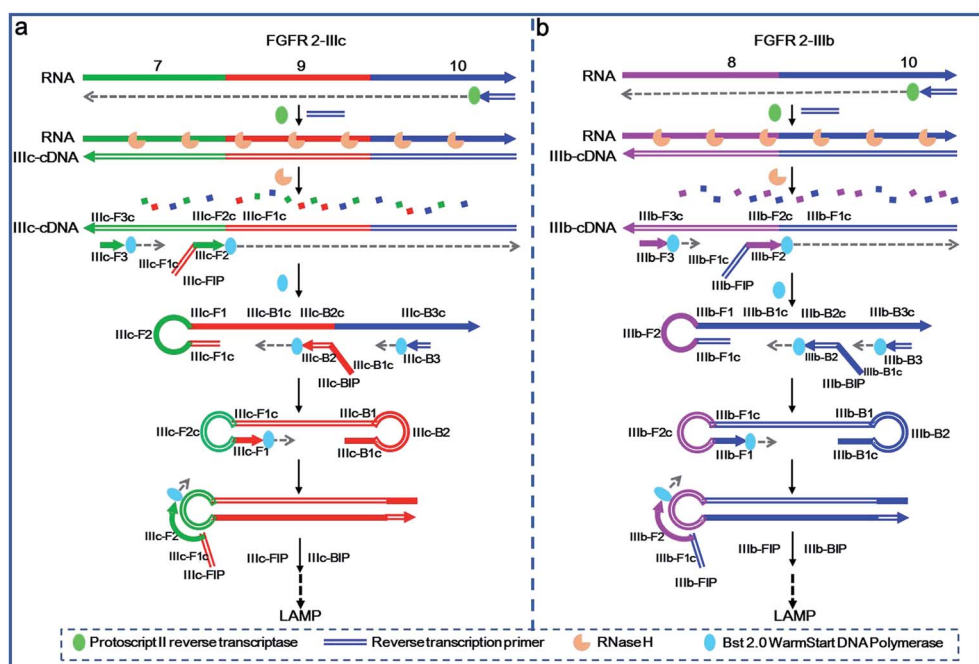 a
FGFR 2-IIIc
7 9 10
RNA
RNA
IIIc-cDNA
IIIc-F3c IIIc-F2c IIIc-F1c
IIIc-cDNA
IIIc-F3 IIIc-F1c IIIc-F2
IIIc-FIP
IIIc-F1 IIIc-B1c IIIc-B2c IIIc-B3c
IIIc-F2
IIIc-F1c IIIc-B2 IIIc-B1c IIIc-B3
IIIc-BIP
IIIc-F1c IIIc-B1
IIIc-F2c IIIc-B2
IIIc-F1 IIIc-B1c
IIIc-F2
IIIc-F1c
IIIc-FIP
IIIc-FIP IIIc-BIP
LAMP
b
FGFR 2-IIIb
8 10
RNA
RNA
IIIb-cDNA
IIIb-F3c IIIb-F2c IIIb-F1c
IIIb-cDNA
IIIb-F3 IIIb-F1c IIIb-F2
IIIb-FIP
IIIb-F1 IIIb-B1c IIIb-B2c IIIb-B3c
IIIb-F2
IIIb-F1c IIIb-B2 IIIb-B1c IIIb-B3
IIIb-BIP
IIIb-F1c IIIb-B1
IIIb-F2c IIIb-B2
IIIb-F1 IIIb-B1c
IIIb-F2
IIIb-F1c
IIIb-FIP
IIIb-FIP IIIb-BIP
LAMP
Protoscript II reverse transcriptase Reverse transcription primer RNase H Bst 2.0 WarmStart DNA Polymerase